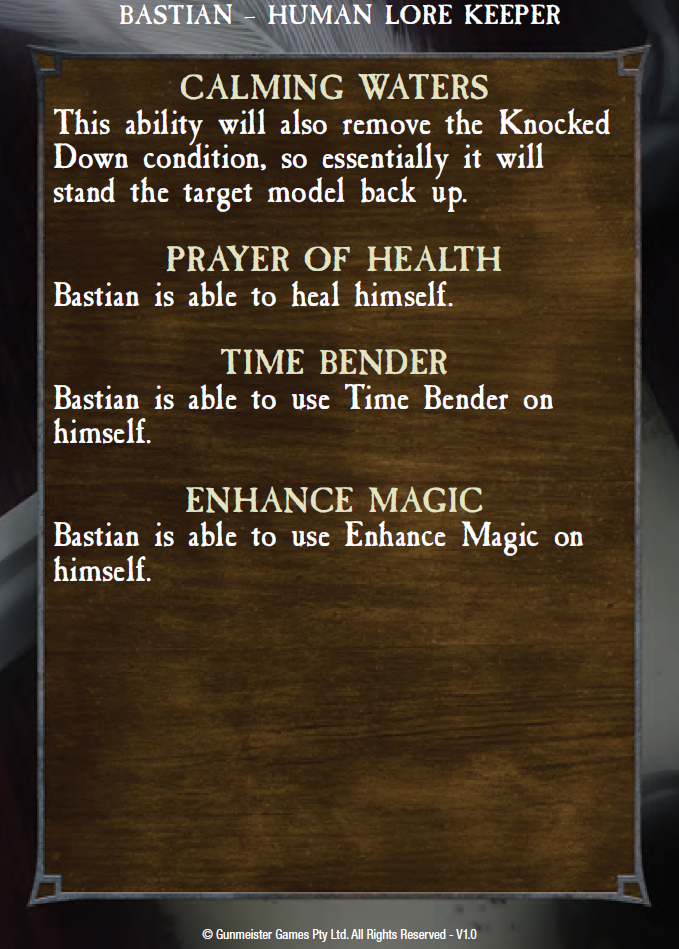 BASTIAN – HUMAN LORE KEEPER
CALMING WATERS
This ability will also remove the Knocked
Down condition, so essentially it will
stand the target model back up.
PRAYER OF HEALTH
Bastian is able to heal himself.
TIME BENDER
Bastian is able to use Time Bender on
himself.
ENHANCE MAGIC
Bastian is able to use Enhance Magic on
himself.
© Gunmeister Games Pty Ltd. All Rights Reserved - V1.0